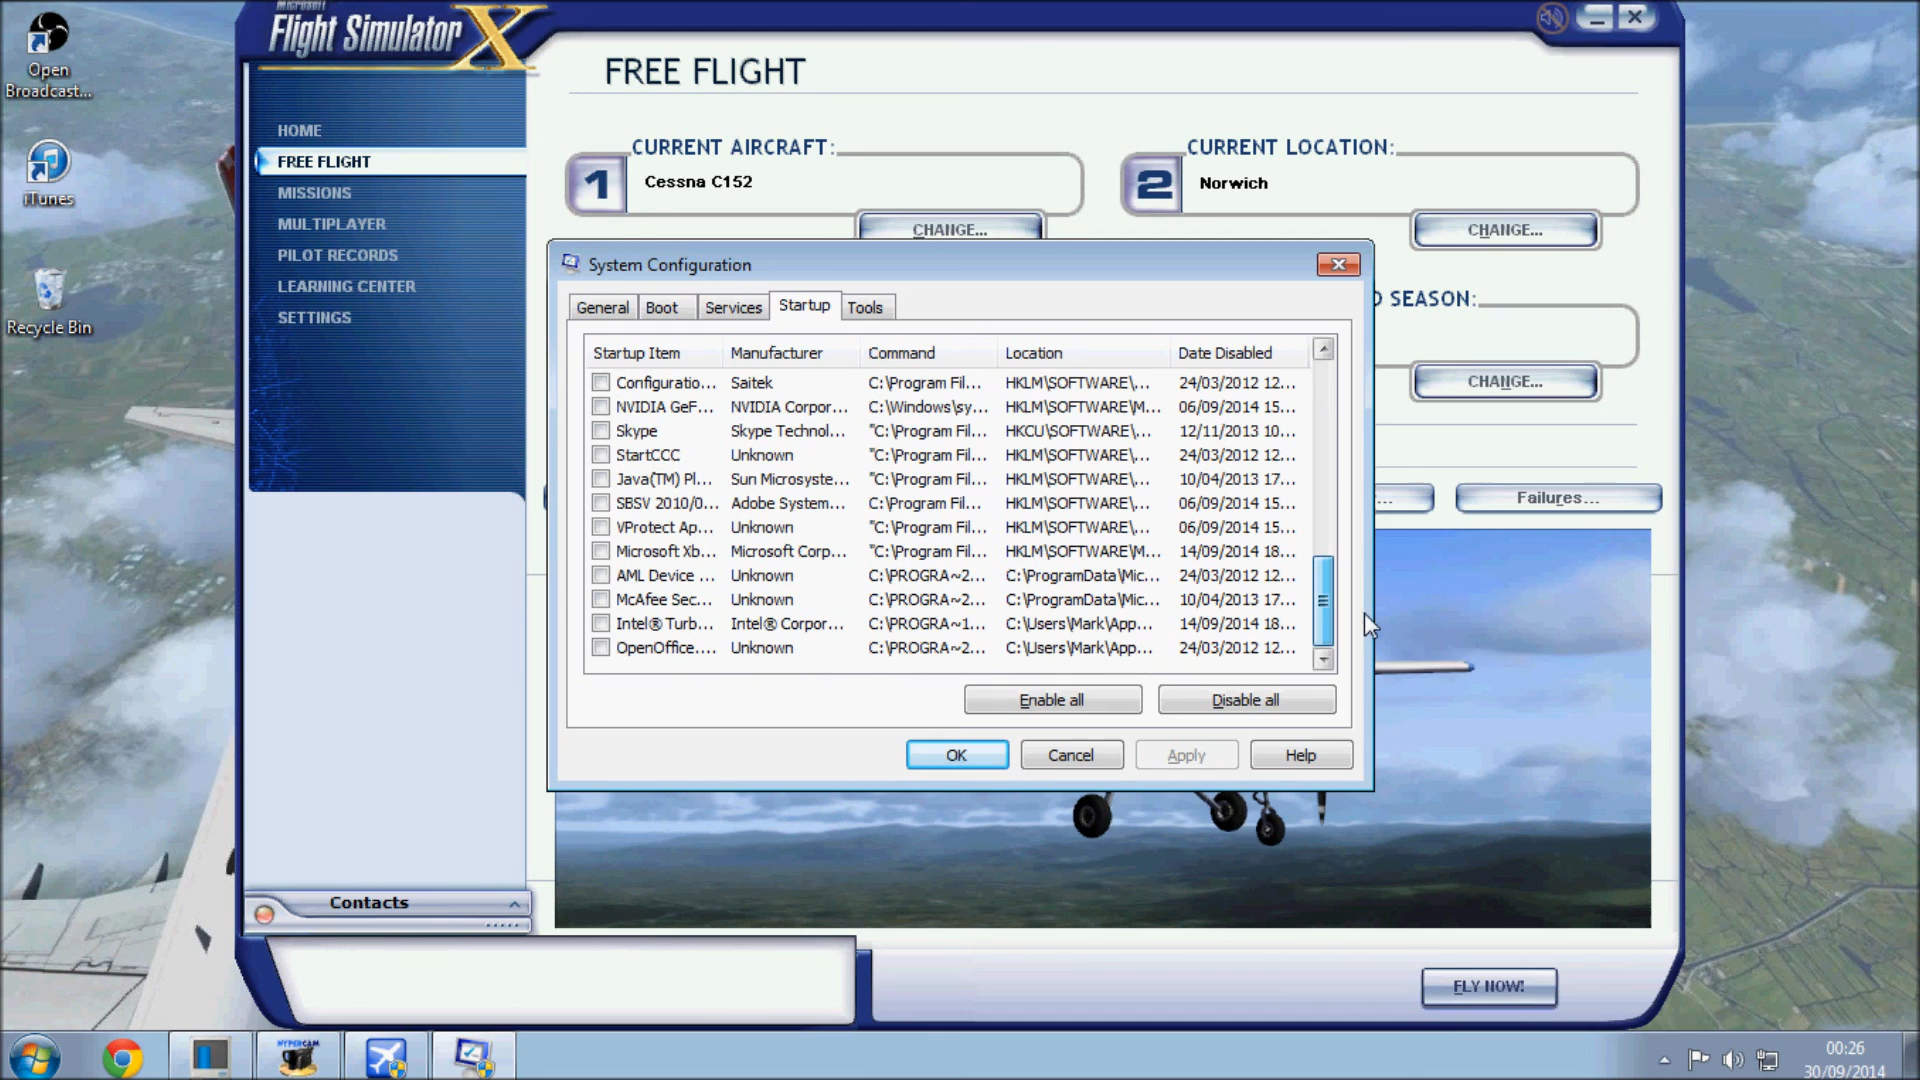 Microsoft
Flight Simulator X
Open
Broadcast...
iTunes
Recycle Bin
HOME
FREE FLIGHT
MISSIONS
MULTIPLAYER
PILOT RECORDS
LEARNING CENTER
SETTINGS
Contacts
FREE FLIGHT
CURRENT AIRCRAFT:
1
Cessna C152
CHANGE...
CURRENT LOCATION:
2
Norwich
CHANGE...
SEASON:
CHANGE...
Failures...
System Configuration
General Boot Services Startup Tools
Startup Item Manufacturer Command Location Date Disabled
Configuratio... Saitek C:\Program Fil... HKLM\SOFTWARE\... 24/03/2012 12...
NVIDIA GeF... NVIDIA Corpor... C:\Windows\sy... HKLM\SOFTWARE\M... 06/09/2014 15...
Skype Skype Technol... "C:\Program Fil... HKCU\SOFTWARE\... 12/11/2013 10...
StartCCC Unknown "C:\Program Fil... HKLM\SOFTWARE\... 24/03/2012 12...
Java(TM) Pl... Sun Microsyste... "C:\Program Fil... HKLM\SOFTWARE\... 10/04/2013 17...
SBSV 2010/0... Adobe System... C:\Program Fil... HKLM\SOFTWARE\... 06/09/2014 15...
VProtect Ap... Unknown "C:\Program Fil... HKLM\SOFTWARE\... 06/09/2014 15...
Microsoft Xb... Microsoft Corp... "C:\Program Fil... HKLM\SOFTWARE\M... 14/09/2014 18...
AML Device ... Unknown C:\PROGRA~2... C:\ProgramData\Mic... 24/03/2012 12...
McAfee Sec... Unknown C:\PROGRA~2... C:\ProgramData\Mic... 10/04/2013 17...
Intel® Turb... Intel® Corpor... C:\PROGRA~1... C:\Users\Mark\App... 14/09/2014 18...
OpenOffice.... Unknown C:\PROGRA~2... C:\Users\Mark\App... 24/03/2012 12...
Enable all Disable all
OK Cancel Apply Help
FLY NOW!
HYPERCAM
00:26
30/09/2014